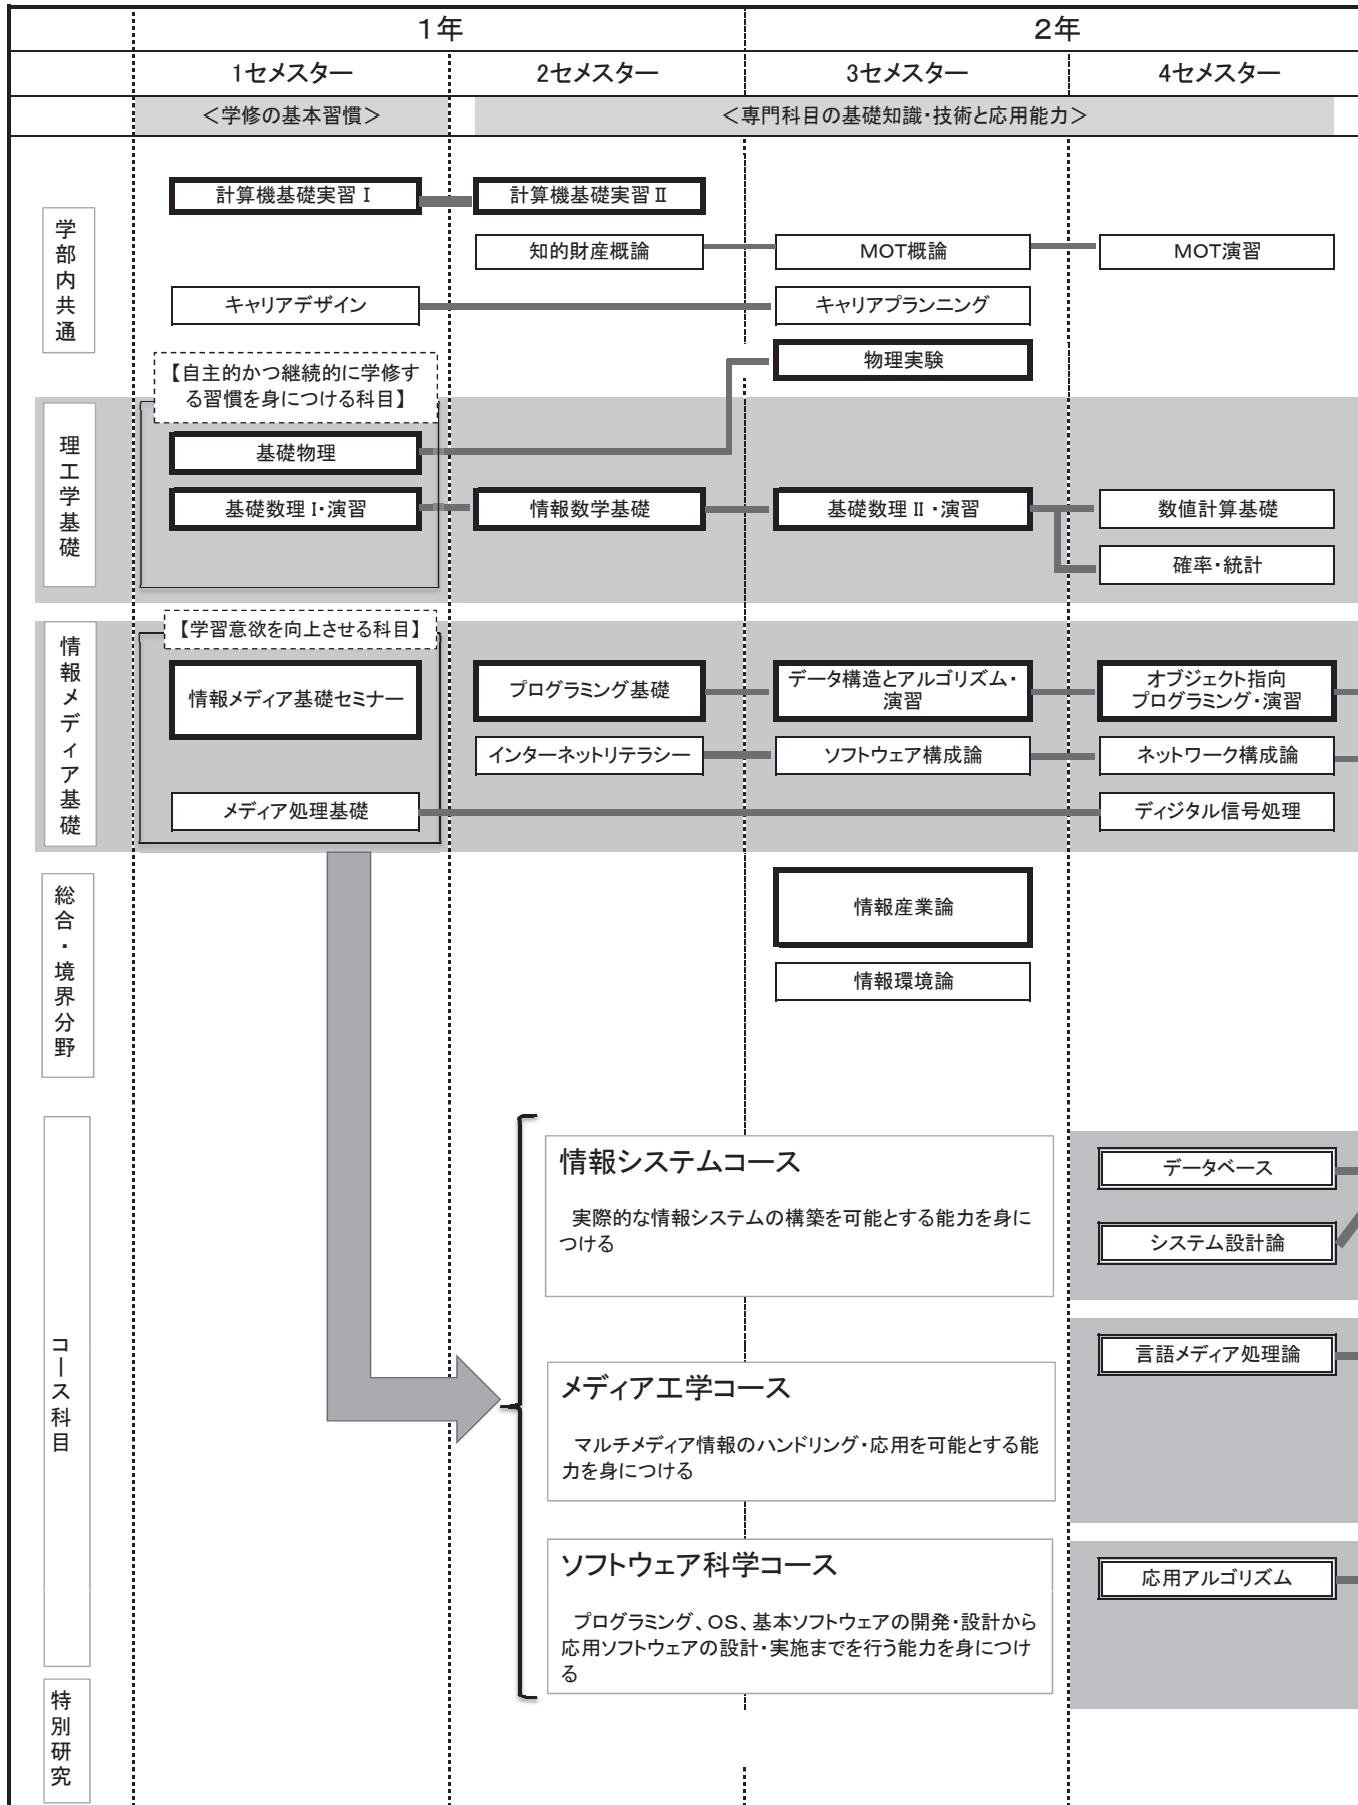 1年
2年
1セメスター
2セメスター
3セメスター
4セメスター
＜学修の基本習慣＞
＜専門科目の基礎知識・技術と応用能力＞
学部内共通
計算機基礎実習 I
計算機基礎実習 II
知的財産概論
MOT概論
MOT演習
キャリアデザイン
キャリアプランニング
物理実験
【自主的かつ継続的に学修す
る習慣を身につける科目】
理工学基礎
基礎物理
基礎数理 I・演習
情報数学基礎
基礎数理 II ・演習
数値計算基礎
確率・統計
【学習意欲を向上させる科目】
情報メディア基礎
情報メディア基礎セミナー
プログラミング基礎
データ構造とアルゴリズム・
演習
オブジェクト指向
プログラミング・演習
インターネットリテラシー
ソフトウェア構成論
ネットワーク構成論
メディア処理基礎
ディジタル信号処理
総合・境界分野
情報産業論
情報環境論
コース科目
情報システムコース
実際的な情報システムの構築を可能とする能力を身に
つける
データベース
システム設計論
メディア工学コース
マルチメディア情報のハンドリング・応用を可能とする能
力を身につける
言語メディア処理論
ソフトウェア科学コース
プログラミング、OS、基本ソフトウェアの開発・設計から
応用ソフトウェアの設計・実施までを行う能力を身につけ
る
応用アルゴリズム
特別研究